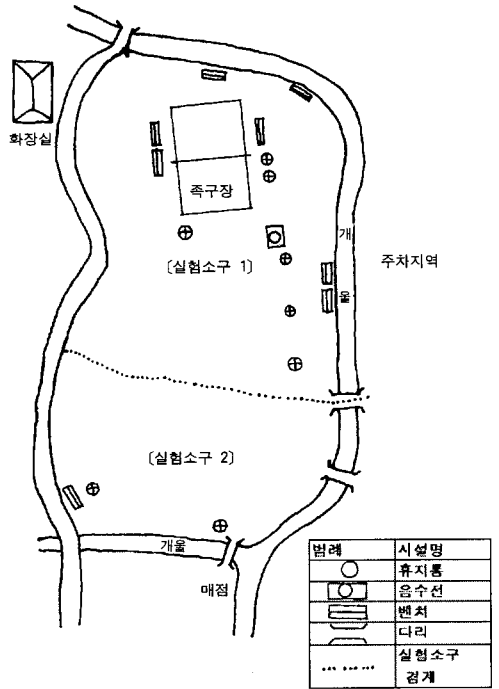 화장실
족구장
개
〔실험소구 1〕
주차지역
울
〔실험소구 2〕
개울
매점
범례 시설명
휴지통
음수선
벤치
다리
실험소구
경계